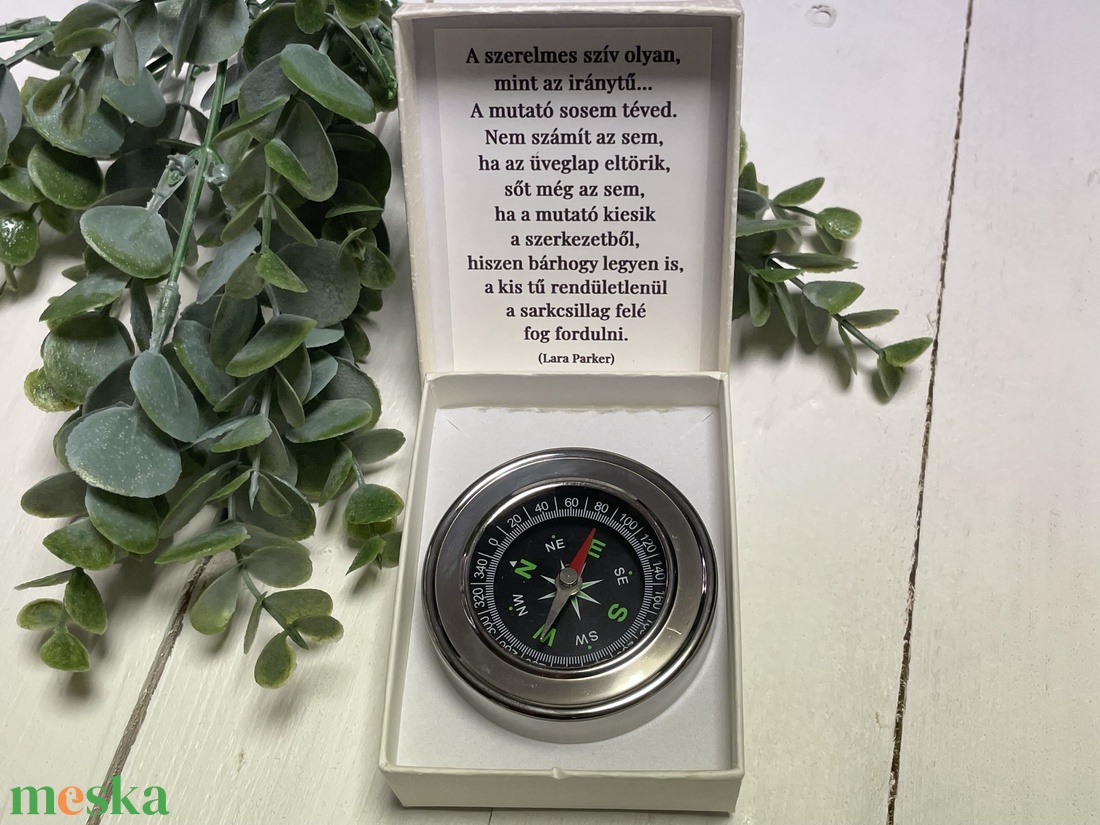 A szerelmes szív olyan,
mint az iránytű...
A mutató sosem téved.
Nem számít az sem,
ha az üveglap eltörik,
sőt még az sem,
ha a mutató kiesik
a szerkezetből,
hiszen bárhogy legyen is,
a kis tű rendületlenül
a sarkcsillag felé
fog fordulni.
(Lara Parker)
0 20 40 60 80 100 120 140 160
340 320
N NE E SE S SW W NW
meska